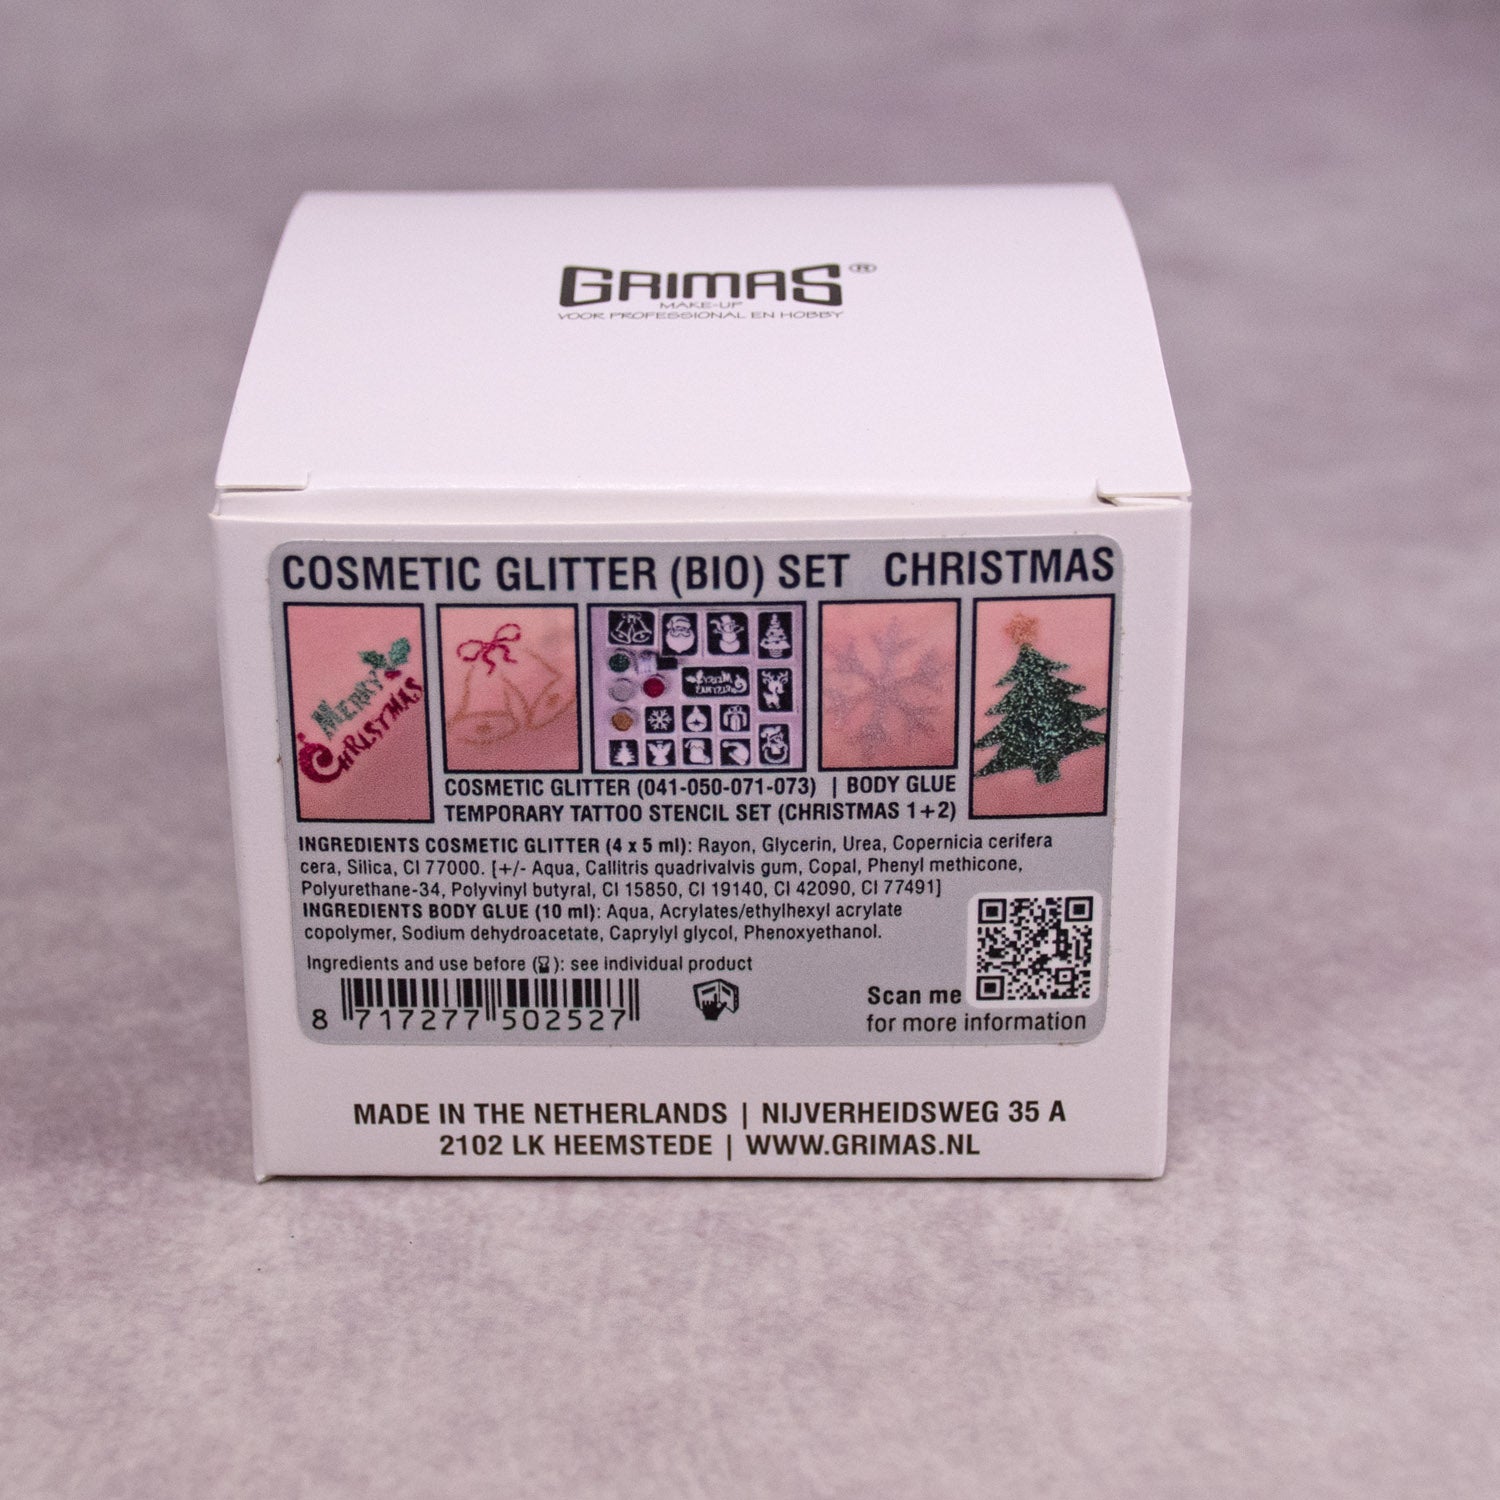 GRIMAS®
MAKE-UP
VOOR PROFESSIONAL EN HOBBY
COSMETIC GLITTER (BIO) SET CHRISTMAS
MERRY
CHRISTMAS
COSMETIC GLITTER (041-050-071-073) | BODY GLUE
TEMPORARY TATTOO STENCIL SET (CHRISTMAS 1+2)
INGREDIENTS COSMETIC GLITTER (4 x 5 ml): Rayon, Glycerin, Urea, Copernicia cerifera
cera, Silica, CI 77000. [+/- Aqua, Callitris quadrivalvis gum, Copal, Phenyl methicone,
Polyurethane-34, Polyvinyl butyral, CI 15850, CI 19140, CI 42090, CI 77491]
INGREDIENTS BODY GLUE (10 ml): Aqua, Acrylates/ethylhexyl acrylate
copolymer, Sodium dehydroacetate, Caprylyl glycol, Phenoxyethanol.
Ingredients and use before (⌛): see individual product
8 717277 502527
Scan me
for more information
MADE IN THE NETHERLANDS | NIJVERHEIDSWEG 35 A
2102 LK HEEMSTEDE | WWW.GRIMAS.NL